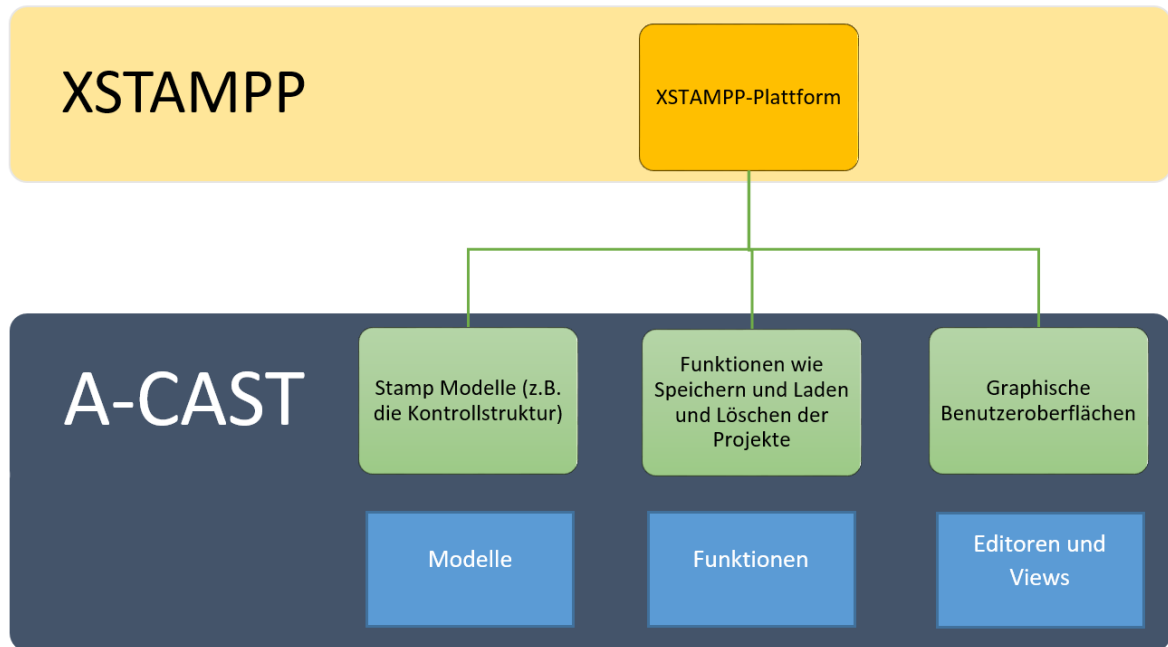 XSTAMPP
XSTAMPP-Plattform
A-CAST
Stamp Modelle (z.B.
die Kontrollstruktur)
Funktionen wie
Speichern und Laden
und Löschen der
Projekte
Graphische
Benutzeroberflächen
Modelle
Funktionen
Editoren und
Views